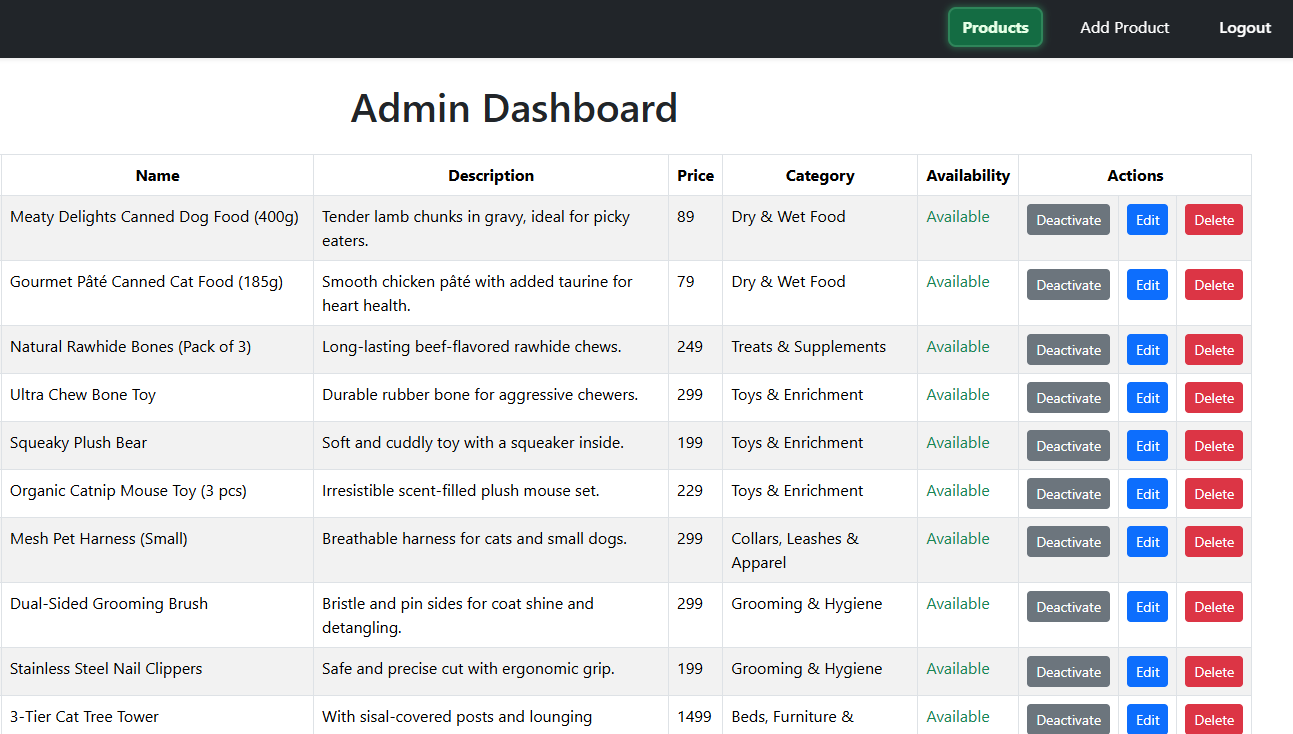 Products Add Product Logout
Admin Dashboard
Name Description Price Category Availability Actions
Meaty Delights Canned Dog Food (400g) Tender lamb chunks in gravy, ideal for picky 89 Dry & Wet Food Available Deactivate Edit Delete
eaters.
Gourmet Pâté Canned Cat Food (185g) Smooth chicken pâté with added taurine for 79 Dry & Wet Food Available Deactivate Edit Delete
heart health.
Natural Rawhide Bones (Pack of 3) Long-lasting beef-flavored rawhide chews. 249 Treats & Supplements Available Deactivate Edit Delete
Ultra Chew Bone Toy Durable rubber bone for aggressive chewers. 299 Toys & Enrichment Available Deactivate Edit Delete
Squeaky Plush Bear Soft and cuddly toy with a squeaker inside. 199 Toys & Enrichment Available Deactivate Edit Delete
Organic Catnip Mouse Toy (3 pcs) Irresistible scent-filled plush mouse set. 229 Toys & Enrichment Available Deactivate Edit Delete
Mesh Pet Harness (Small) Breathable harness for cats and small dogs. 299 Collars, Leashes & Available Deactivate Edit Delete
Apparel
Dual-Sided Grooming Brush Bristle and pin sides for coat shine and 299 Grooming & Hygiene Available Deactivate Edit Delete
detangling.
Stainless Steel Nail Clippers Safe and precise cut with ergonomic grip. 199 Grooming & Hygiene Available Deactivate Edit Delete
3-Tier Cat Tree Tower With sisal-covered posts and lounging 1499 Beds, Furniture & Available Deactivate Edit Delete